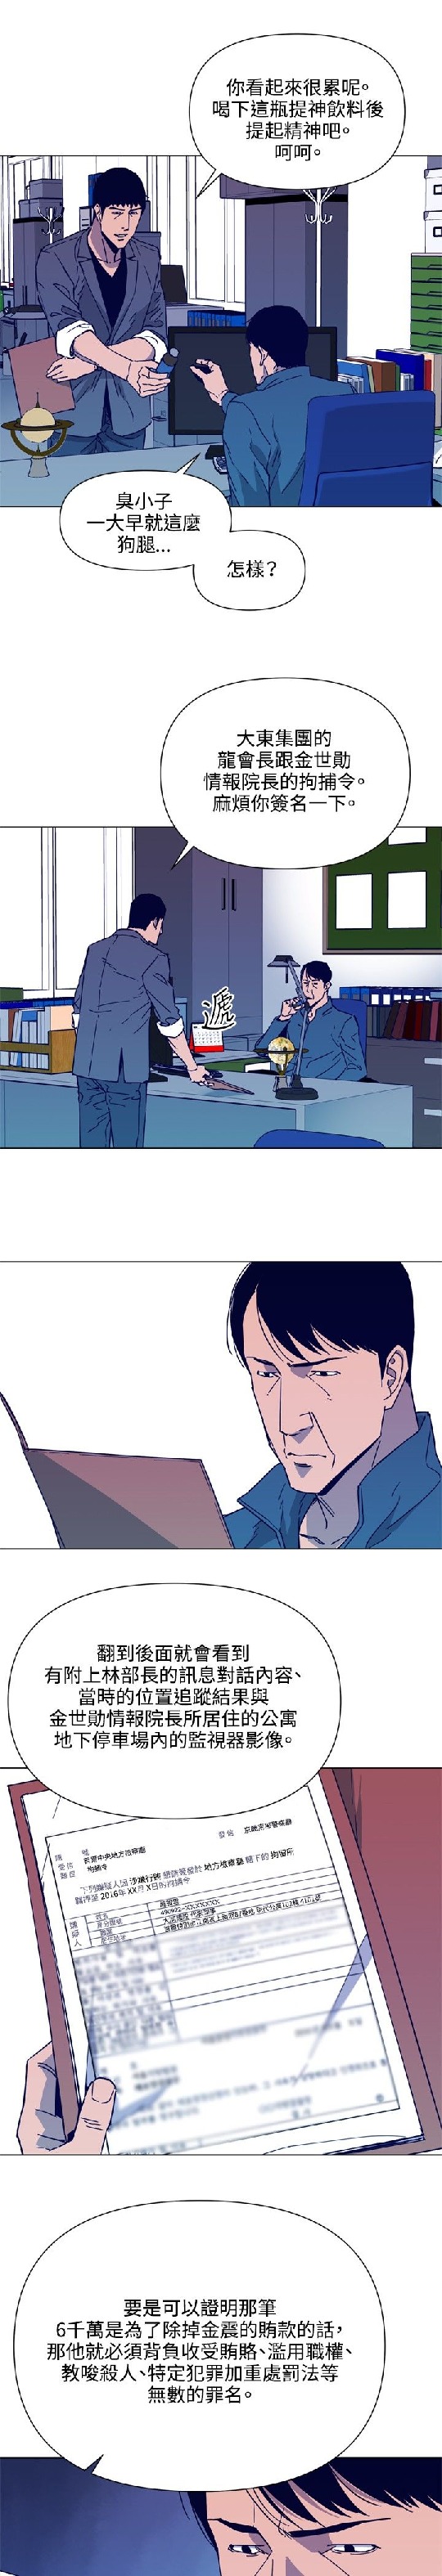 你看起來很累呢。
喝下這瓶提神飲料後
提起精神吧。
呵呵。
臭小子
一大早就這麼
狗腿…
怎樣？
大東集團的
龍會長跟金世勛
情報院長的拘捕令。
麻煩你簽名一下。
遞
翻到後面就會看到
有附上林部長的訊息對話內容、
當時的位置追蹤結果與
金世勛情報院長所居住的公寓
地下停車場內的監視器影像。
拘捕令
要是可以證明那筆
6千萬是為了除掉金震的賄款的話，
那他就必須背負收受賄賂、濫用職權、
教唆殺人、特定犯罪加重處罰法等
無數的罪名。